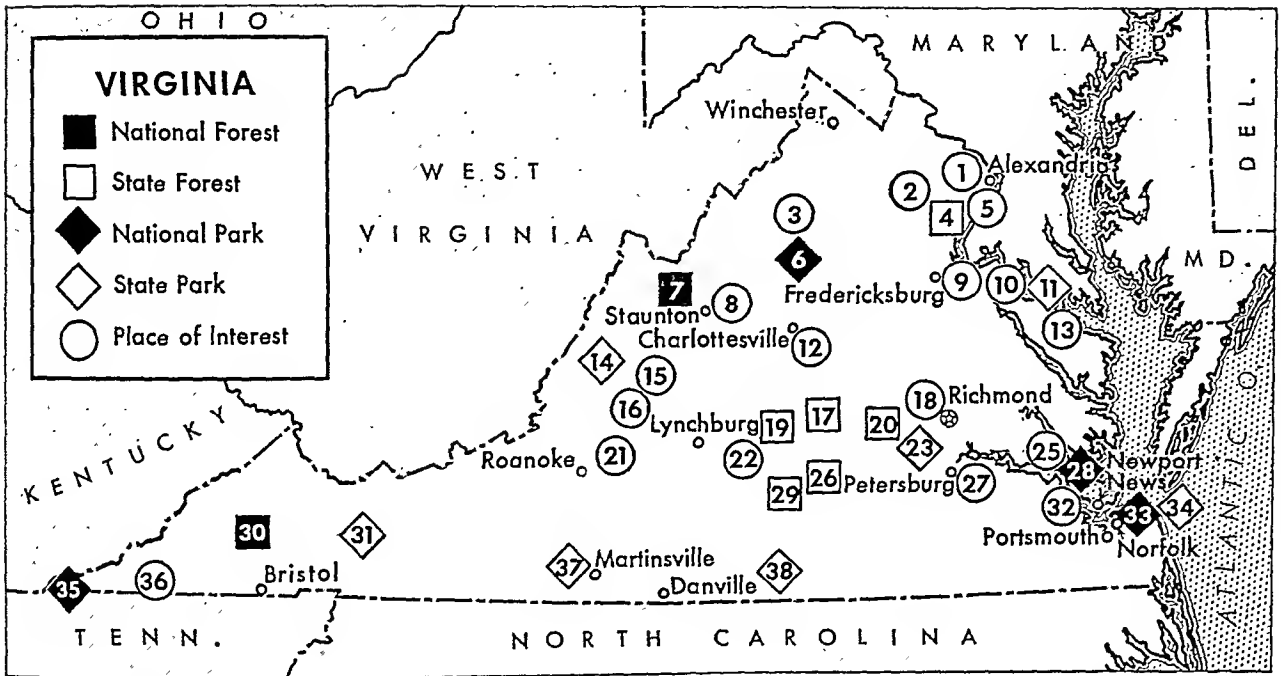 OHIO
MARYLAND
DEL.
VIRGINIA
National Forest
State Forest
National Park
State Park
Place of Interest
Winchester
WEST
VIRGINIA
1
Alexandria
2
4
5
3
6
MD.
7
Fredericksburg
9
10
11
Staunton
8
Charlottesville
12
13
14
15
KENTUCKY
16
Lynchburg
19
17
20
18
Richmond
23
Roanoke
21
22
25
28
Newport
News
29
26
Petersburg
27
30
31
32
33
34
Portsmouth
Norfolk
ATLANTIC O
35
36
Bristol
37
Martinsville
38
Danville
TENN.
NORTH CAROLINA